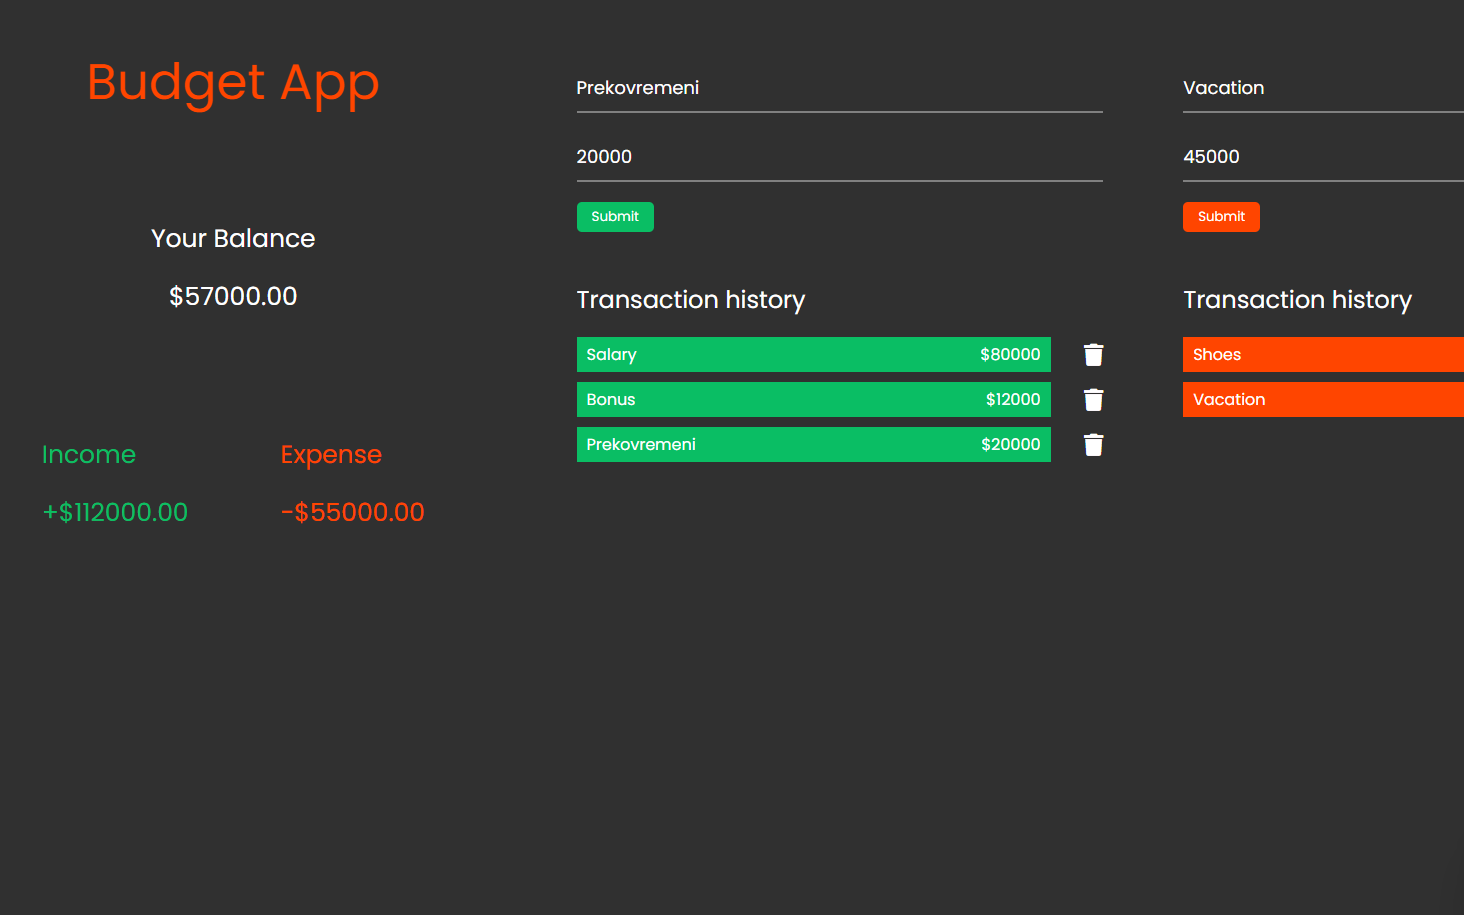 Budget App
Your Balance
$57000.00
Income
+$112000.00
Expense
-$55000.00
Prekovremeni
20000
Submit
Transaction history
Salary $80000
Bonus $12000
Prekovremeni $20000
Vacation
45000
Submit
Transaction history
Shoes
Vacation